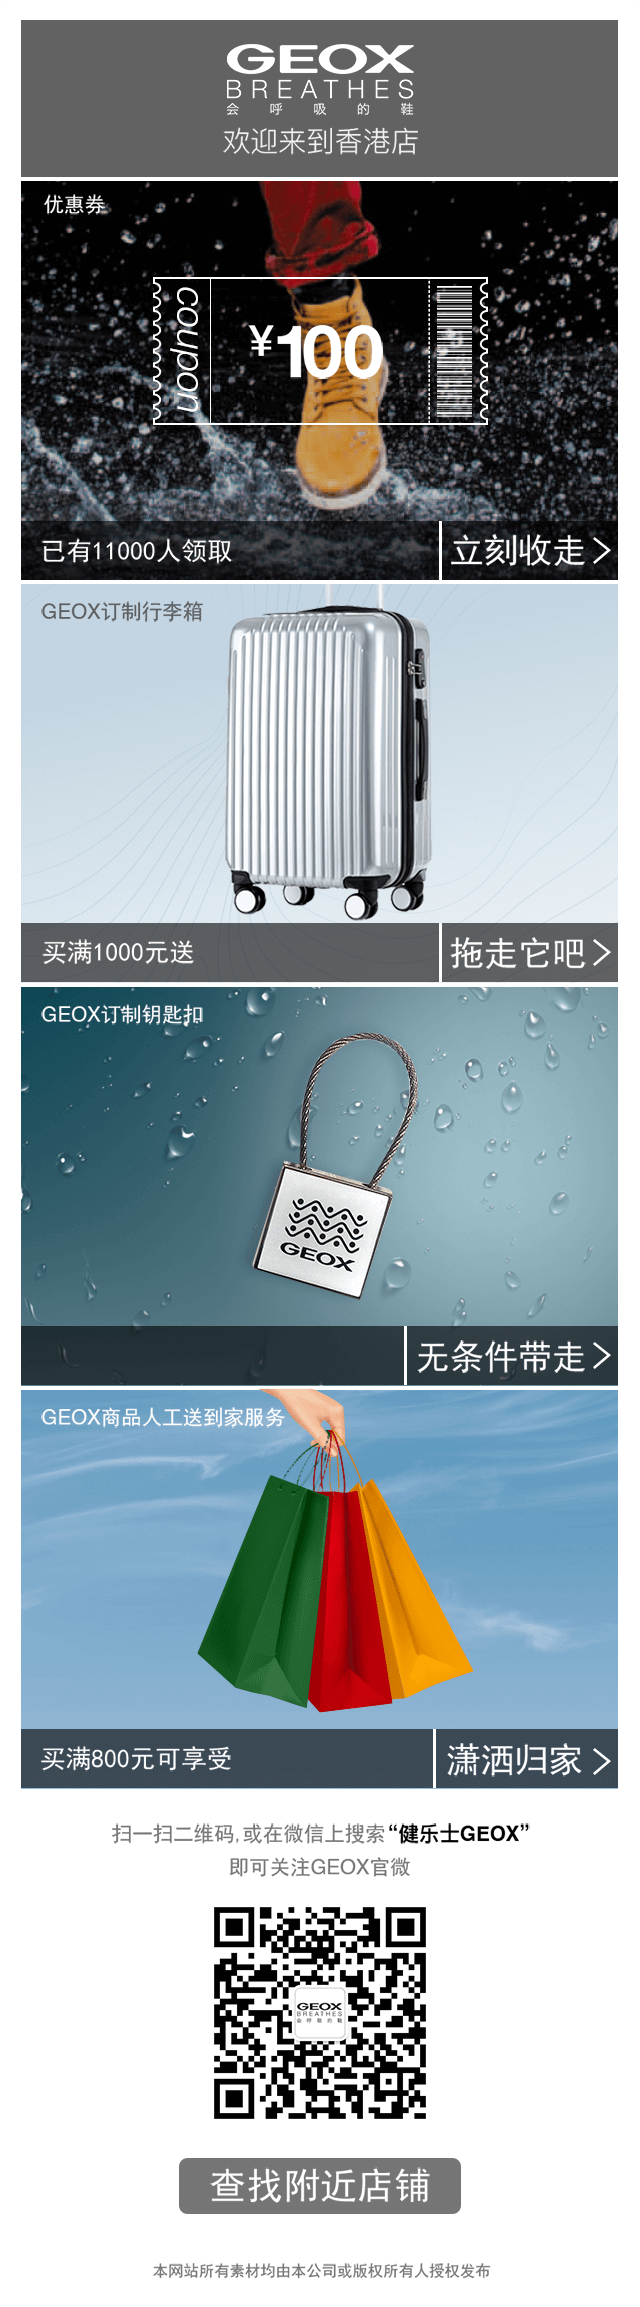 GEOX
BREATHES
会呼吸的鞋
欢迎来到香港店
优惠券
coupon
¥100
已有11000人领取
立刻收走
GEOX订制行李箱
买满1000元送
拖走它吧
GEOX订制钥匙扣
GEOX
无条件带走
GEOX商品人工送到家服务
买满800元可享受
潇洒归家
扫一扫二维码,或在微信上搜索“健乐士GEOX”
即可关注GEOX官微
GEOX
BREATHES
会呼吸的鞋
查找附近店铺
本网站所有素材均由本公司或版权所有人授权发布